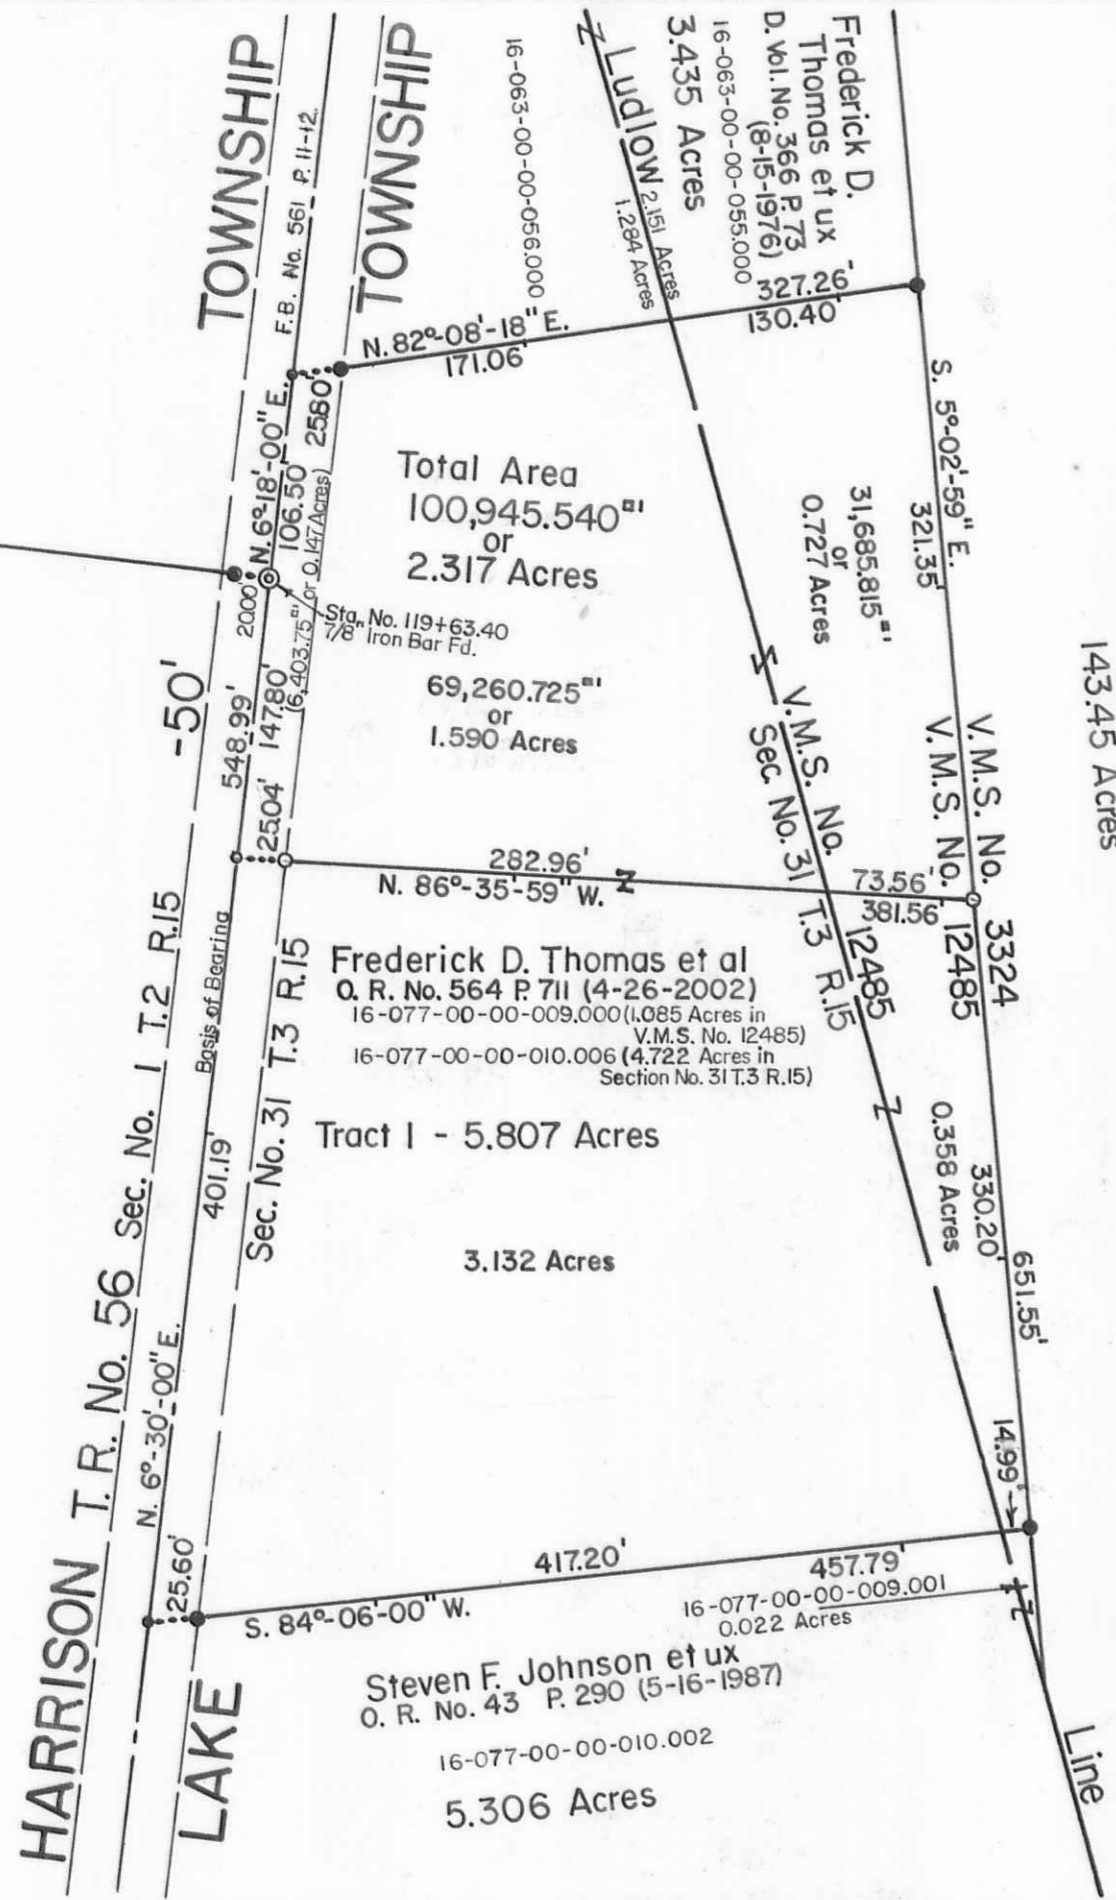 TOWNSHIP
F.B. No. 561 P. 11-12.
TOWNSHIP
16-063-00-00-056.000
Z
Ludlow
2.151 Acres
1.284 Acres
3.435 Acres
16-063-00-00-055.000
Frederick D.
Thomas et ux
D. Vol. No. 366 P. 73
(8-15-1976)
327.26'
130.40'
N. 82°-08'-18" E.
171.06'
N. 6°-18'-00" E.
106.50'
25.80'
(6,403.75□' or 0.147 Acres)
Total Area
100,945.540□'
or
2.317 Acres
S. 5°-02'-59" E.
321.35'
31,685.815□'
or
0.727 Acres
143.45 Acres
Sta. No. 119+63.40
7/8" Iron Bar Fd.
20.00'
-50'
548.99'
147.80'
25.04'
69,260.725□'
or
1.590 Acres
V.M.S. No. 12485
Sec. No. 31 T.3 R.15
V.M.S. No. 3324
V.M.S. No. 12485
282.96'
N. 86°-35'-59" W.
Z
73.56'
381.56'
Basis of Bearing
Frederick D. Thomas et al
O. R. No. 564 P. 711 (4-26-2002)
16-077-00-00-009.000 (1.085 Acres in
V.M.S. No. 12485)
16-077-00-00-010.006 (4.722 Acres in
Section No. 31 T.3 R.15)
Tract 1 - 5.807 Acres
3.132 Acres
Z
0.358 Acres
330.20'
651.55'
14.99'
401.19'
Sec. No. 31 T.3 R.15
HARRISON T. R. No. 56 Sec. No. 1 T.2 R.15
N. 6°-30'-00" E.
25.60'
417.20'
457.79'
S. 84°-06'-00" W.
16-077-00-00-009.001
0.022 Acres
Z
LAKE
Steven F. Johnson et ux
O. R. No. 43 P. 290 (5-16-1987)
16-077-00-00-010.002
5.306 Acres
Line